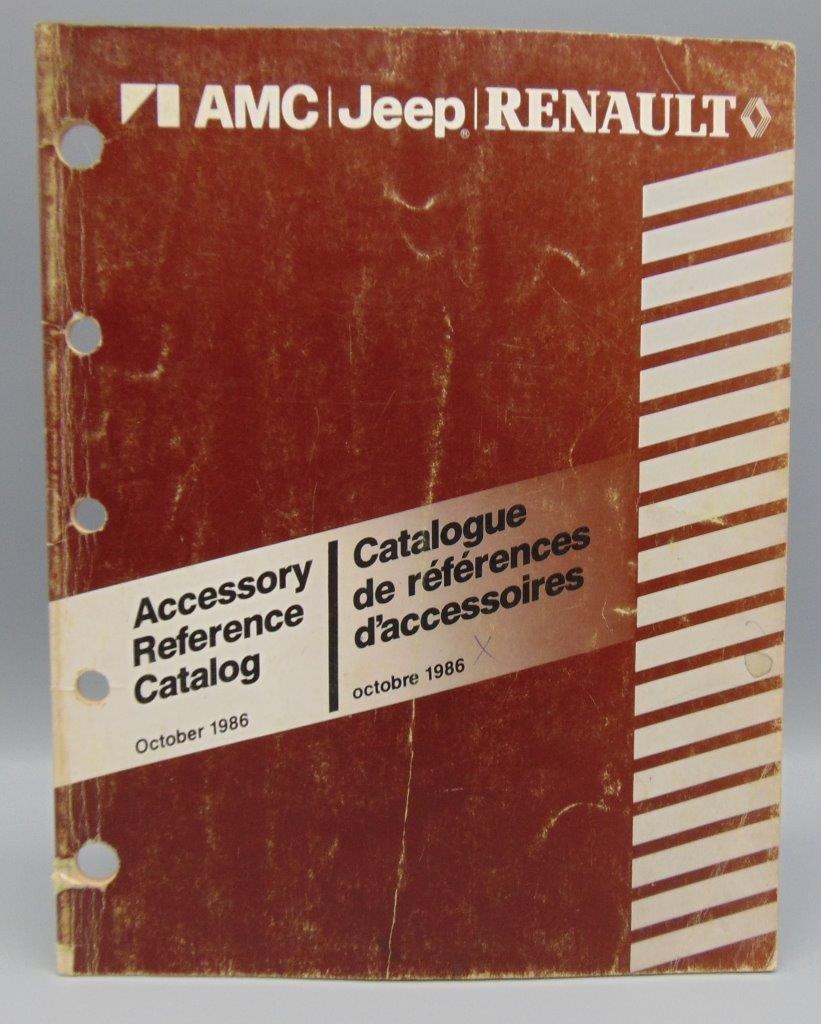 AMC | Jeep® | RENAULT
Accessory
Reference
Catalog
October 1986
Catalogue
de références
d'accessoires
octobre 1986